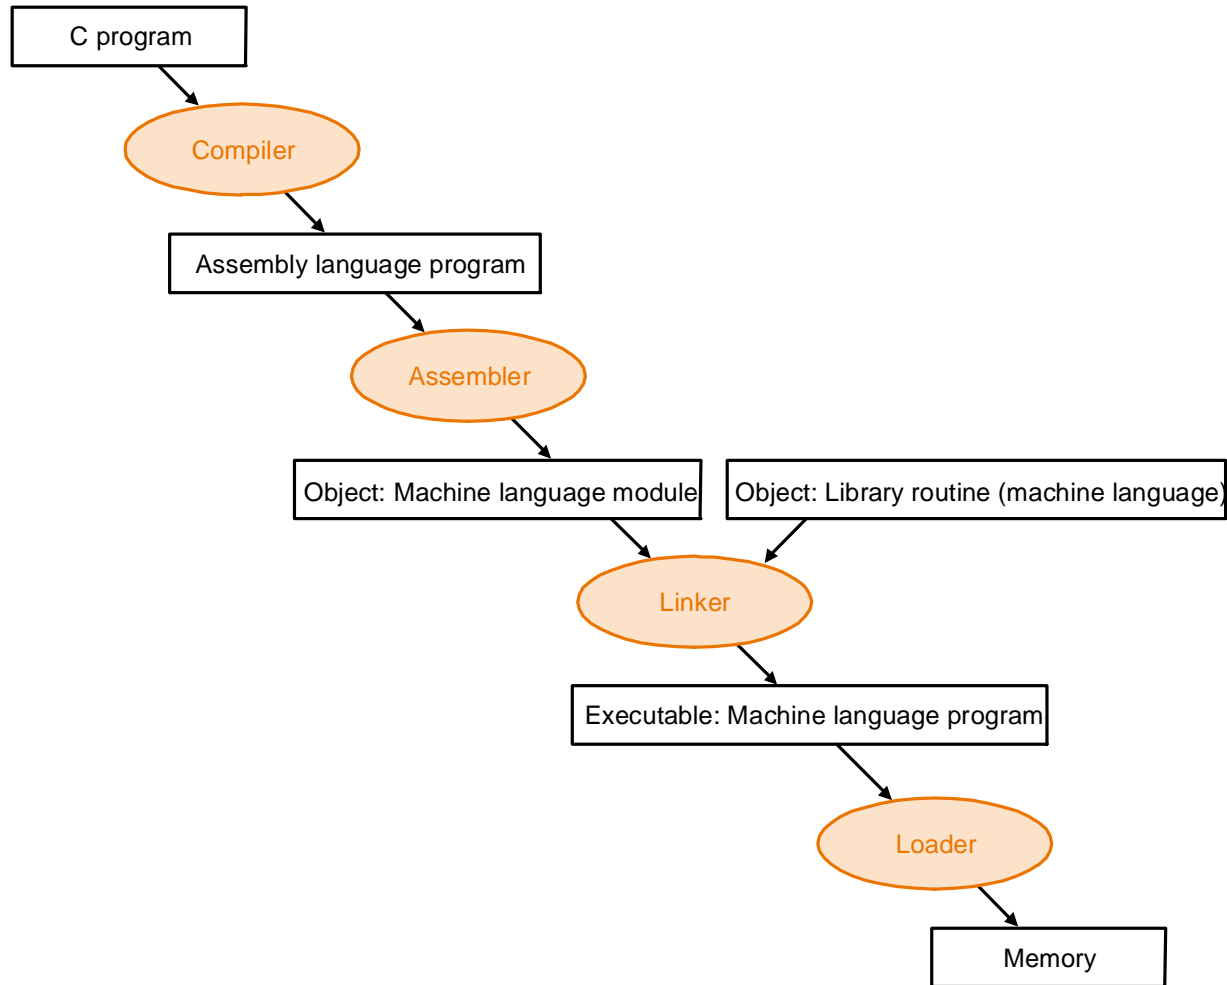 C program
Compiler
Assembly language program
Assembler
Object: Machine language module
Object: Library routine (machine language)
Linker
Executable: Machine language program
Loader
Memory